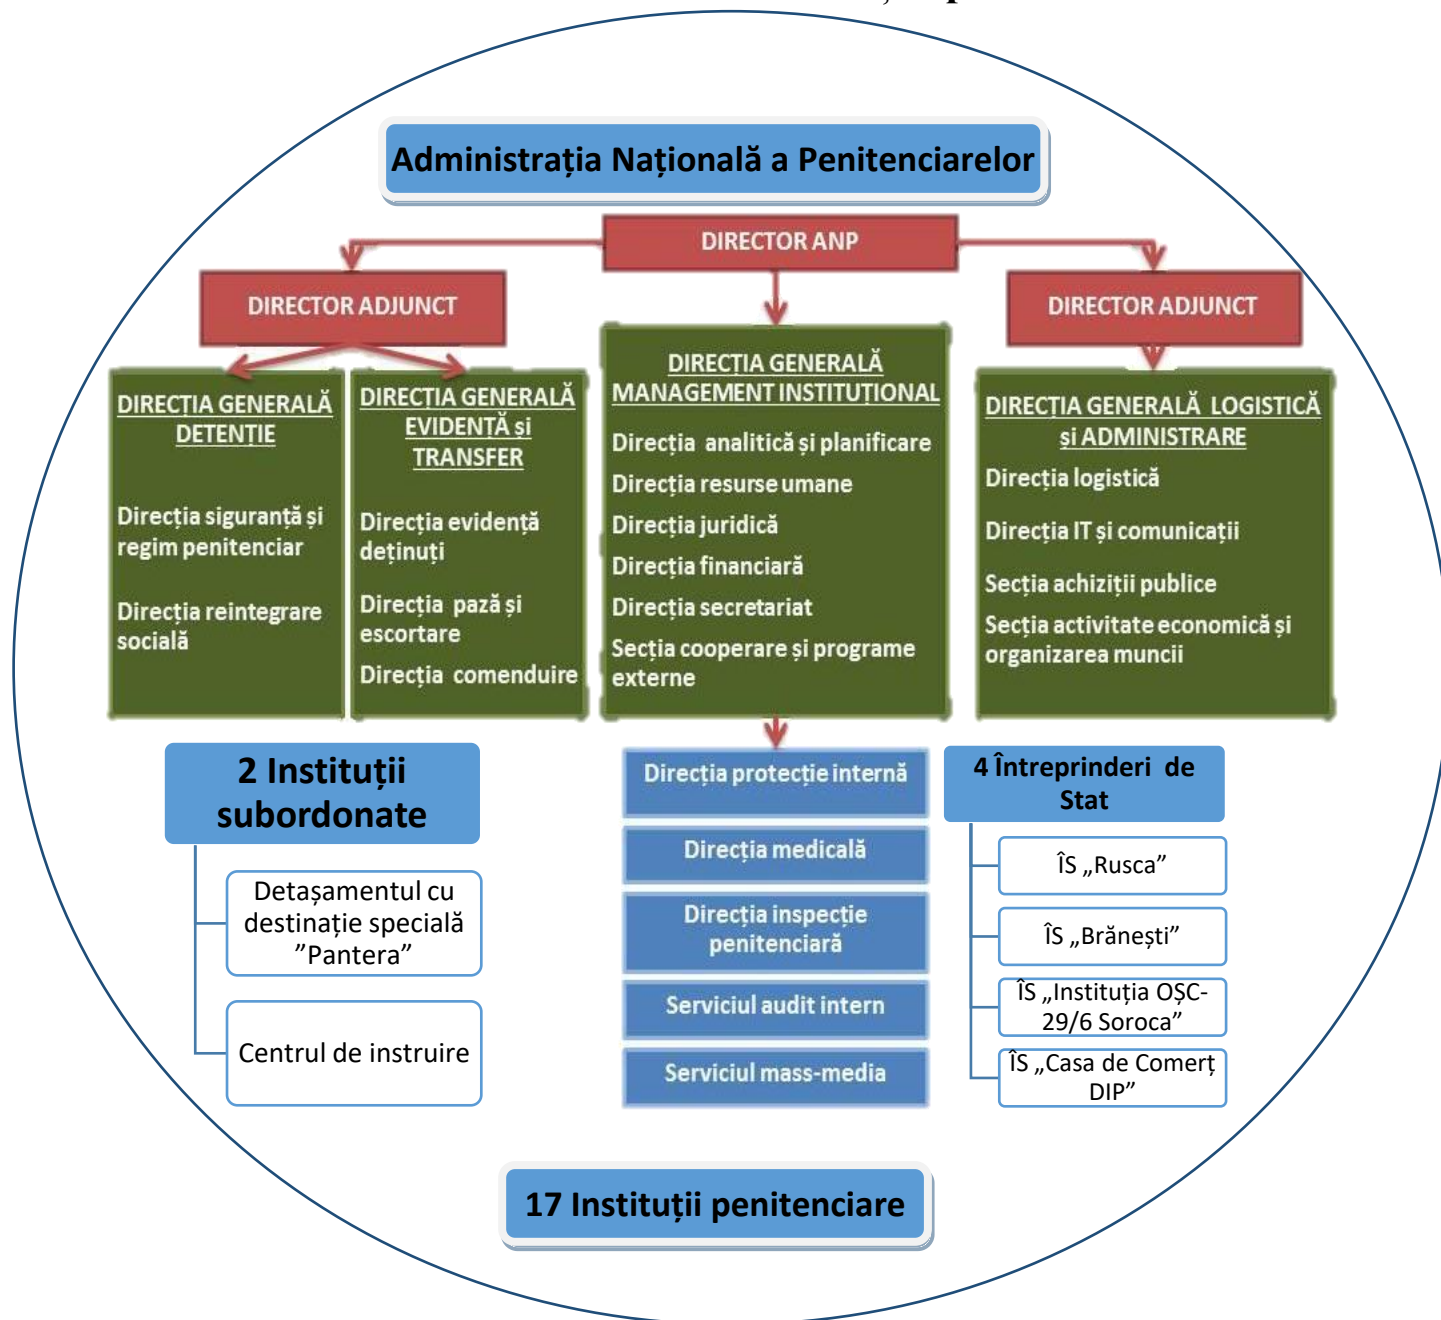 Administrația Națională a Penitenciarelor
DIRECTOR ANP
DIRECTOR ADJUNCT
DIRECTOR ADJUNCT
DIRECȚIA GENERALĂ
DETENȚIE
Direcția siguranță și
regim penitenciar
Direcția reintegrare
socială
DIRECȚIA GENERALĂ
EVIDENȚĂ și
TRANSFER
Direcția evidență
deținuți
Direcția pază și
escortare
Direcția comenduire
DIRECȚIA GENERALĂ
MANAGEMENT INSTITUȚIONAL
Direcția analitică și planificare
Direcția resurse umane
Direcția juridică
Direcția financiară
Direcția secretariat
Secția cooperare și programe
externe
DIRECȚIA GENERALĂ LOGISTICĂ
și ADMINISTRARE
Direcția logistică
Direcția IT și comunicații
Secția achiziții publice
Secția activitate economică și
organizarea muncii
2 Instituții
subordonate
Detașamentul cu
destinație specială
”Pantera”
Centrul de instruire
Direcția protecție internă
Direcția medicală
Direcția inspecție
penitenciară
Serviciul audit intern
Serviciul mass-media
4 Întreprinderi de
Stat
ÎS „Rusca”
ÎS „Brănești”
ÎS „Instituția OȘC-
29/6 Soroca”
ÎS „Casa de Comerț
DIP”
17 Instituții penitenciare